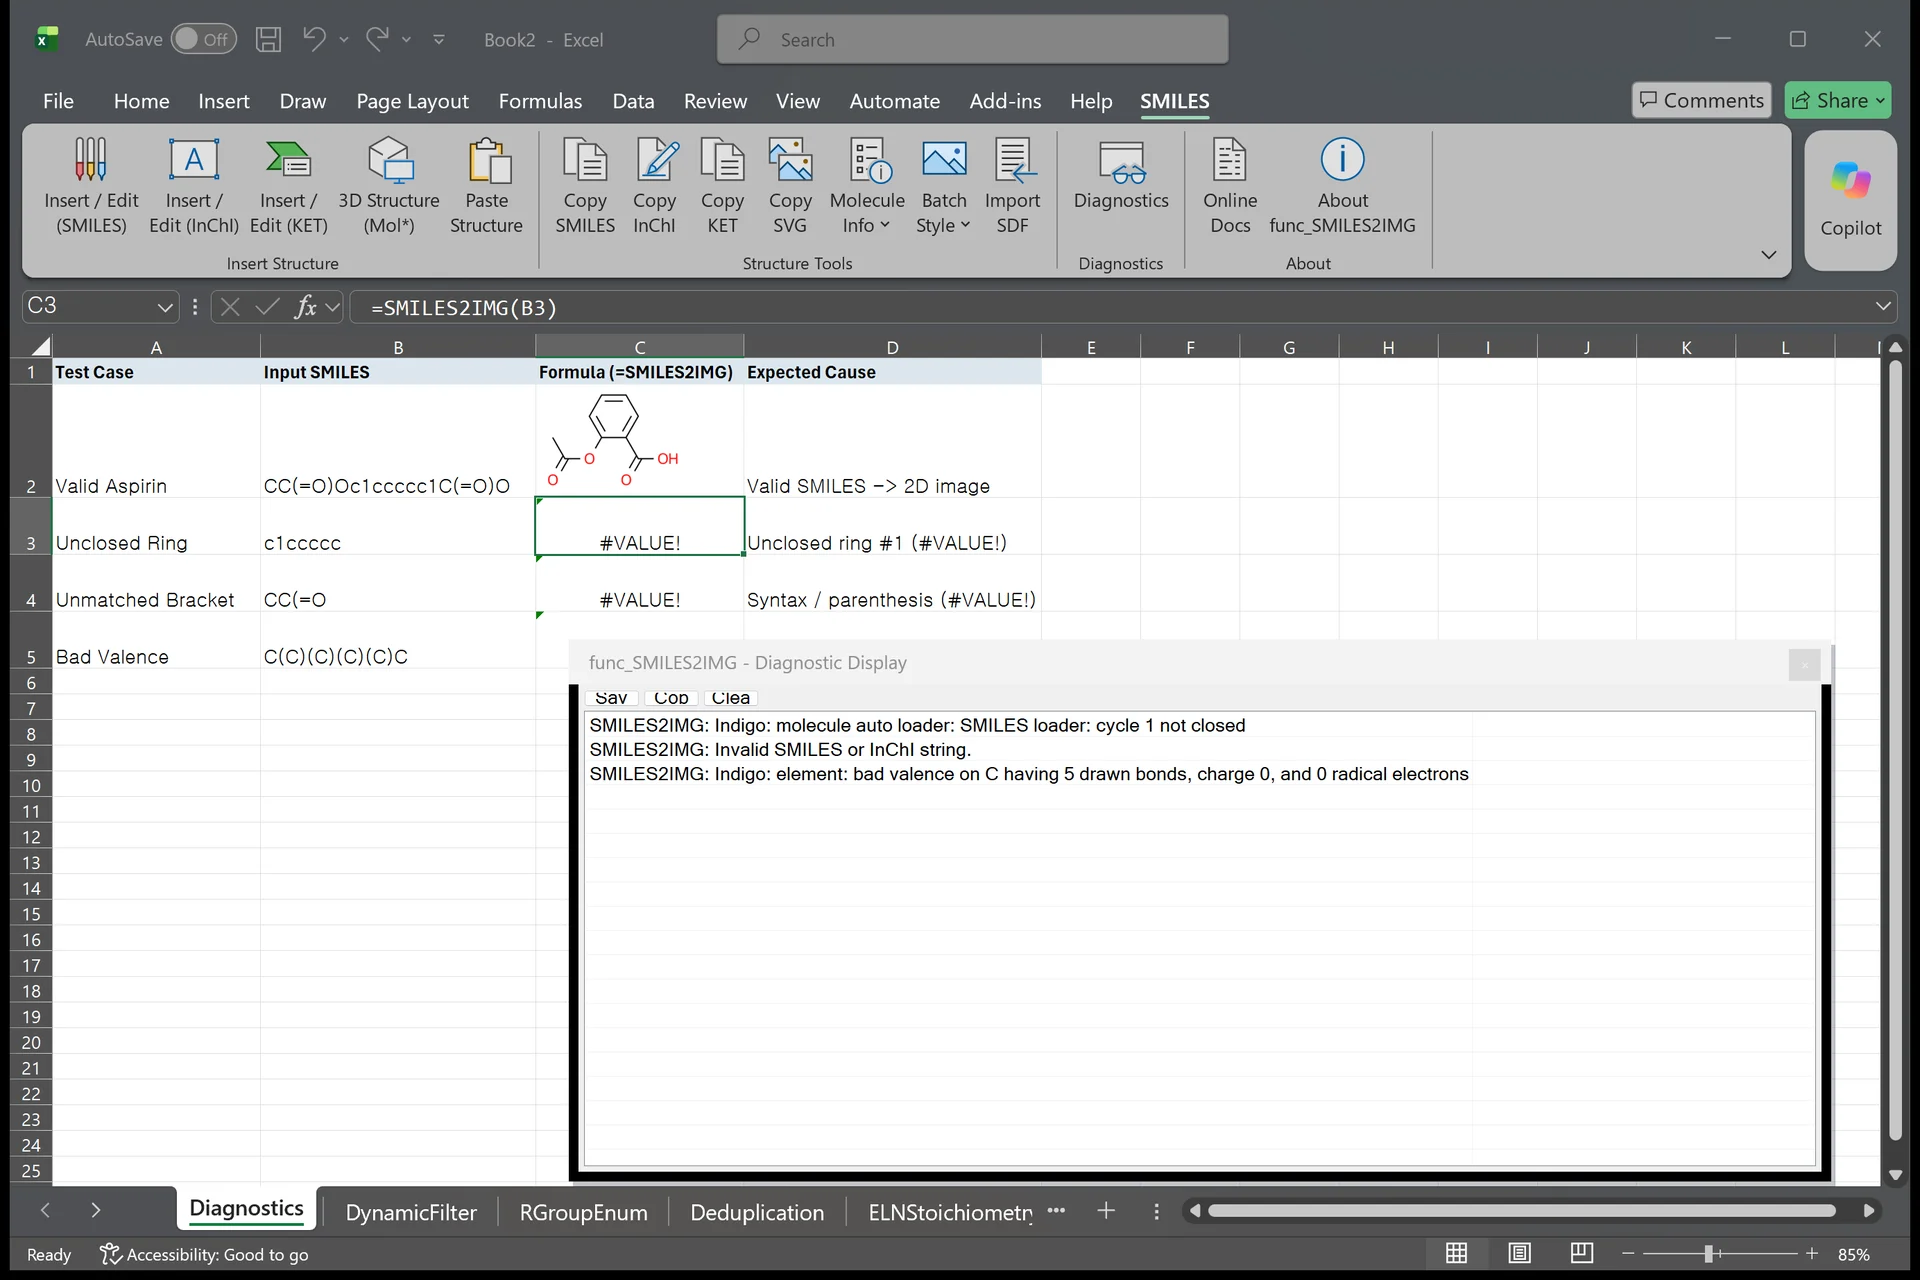 AutoSave Off Book2 - Excel Search
File Home Insert Draw Page Layout Formulas Data Review View Automate Add-ins Help SMILES Comments Share
Insert / Edit (SMILES)
Insert / Edit (InChI)
Insert / Edit (KET)
3D Structure (Mol*)
Paste Structure
Copy SMILES
Copy InChI
Copy KET
Copy SVG
Molecule Info
Batch Style
Import SDF
Diagnostics
Online Docs
About func_SMILES2IMG
Copilot
Insert Structure Structure Tools Diagnostics About
C3 fx =SMILES2IMG(B3)
A B C D E F G H I J K L
1 Test Case Input SMILES Formula (=SMILES2IMG) Expected Cause
O O O OH
2 Valid Aspirin CC(=O)Oc1ccccc1C(=O)O Valid SMILES -> 2D image
3 Unclosed Ring c1ccccc #VALUE! Unclosed ring #1 (#VALUE!)
4 Unmatched Bracket CC(=O #VALUE! Syntax / parenthesis (#VALUE!)
5 Bad Valence C(C)(C)(C)(C)C
6
7
8
9
10
11
12
13
14
15
16
17
18
19
20
21
22
23
24
25
func_SMILES2IMG - Diagnostic Display
Sav Cop Clea
SMILES2IMG: Indigo: molecule auto loader: SMILES loader: cycle 1 not closed
SMILES2IMG: Invalid SMILES or InChI string.
SMILES2IMG: Indigo: element: bad valence on C having 5 drawn bonds, charge 0, and 0 radical electrons
Diagnostics DynamicFilter RGroupEnum Deduplication ELNStoichiometry
Ready Accessibility: Good to go 85%